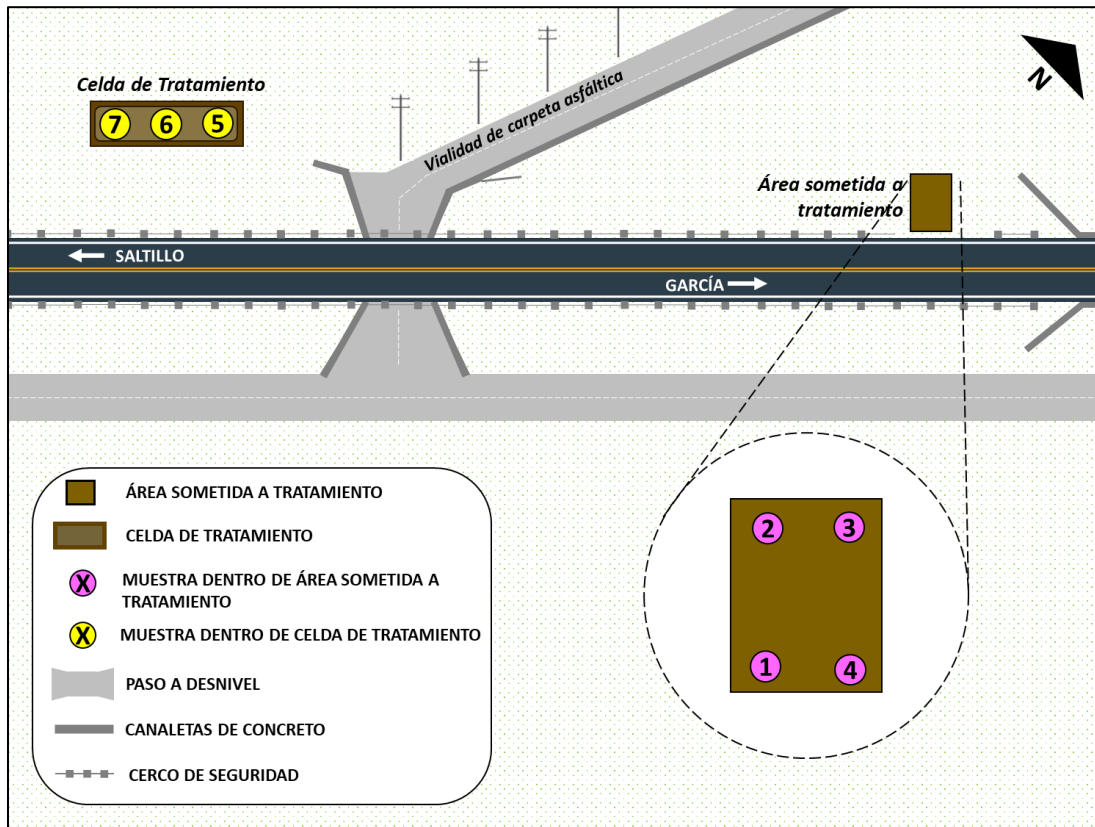 Celda de Tratamiento
7 6 5
Vialidad de carpeta asfáltica
N
Área sometida a
tratamiento
SALTILLO
GARCÍA
2 3
1 4
ÁREA SOMETIDA A TRATAMIENTO
CELDA DE TRATAMIENTO
X MUESTRA DENTRO DE ÁREA SOMETIDA A
TRATAMIENTO
X MUESTRA DENTRO DE CELDA DE TRATAMIENTO
PASO A DESNIVEL
CANALETAS DE CONCRETO
CERCO DE SEGURIDAD